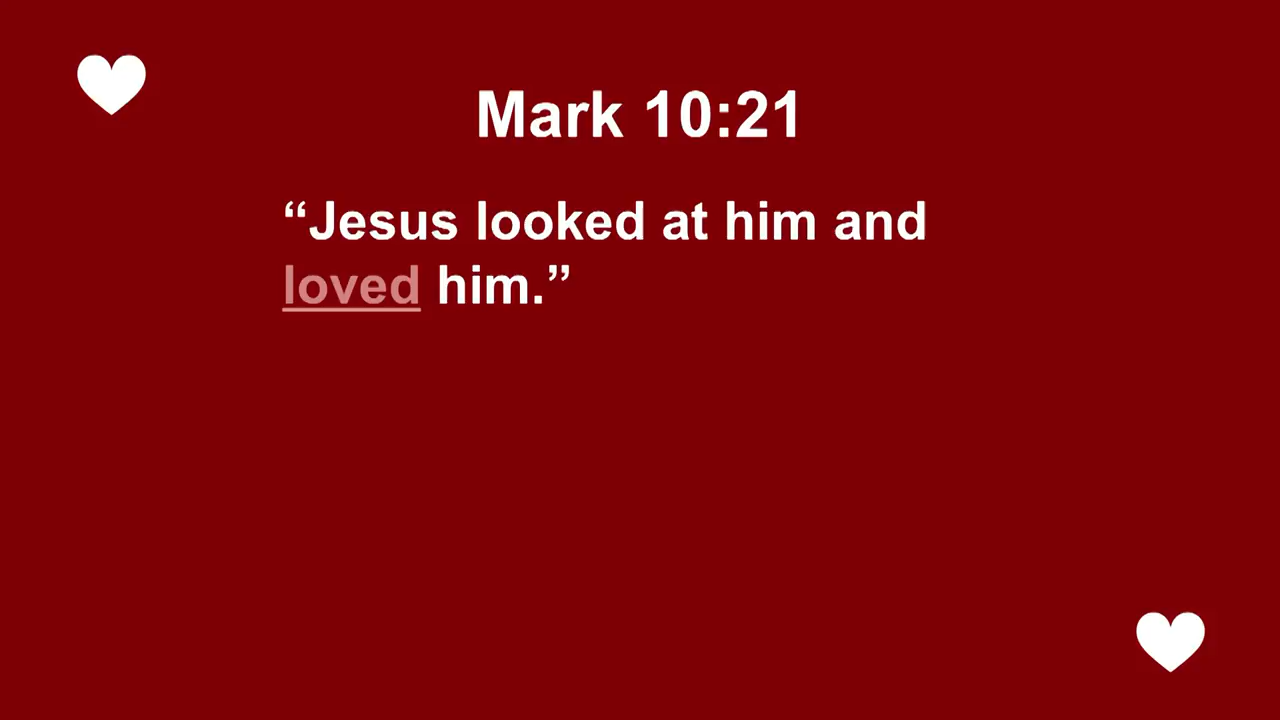 Mark 10:21
“Jesus looked at him and
loved him.”